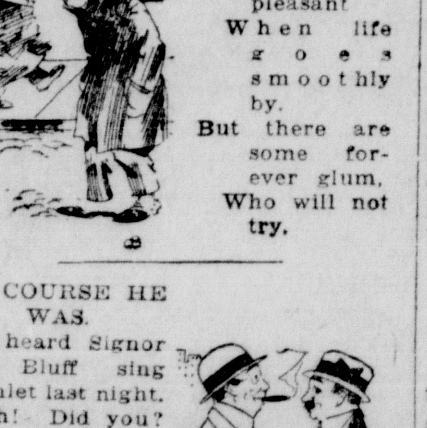 pleasant
When life
goes
smoothly
by.
But there are
some for-
ever glum,
Who will not
try.
COURSE HE
WAS.
heard Signor
Bluff sing
last night.
Did you?